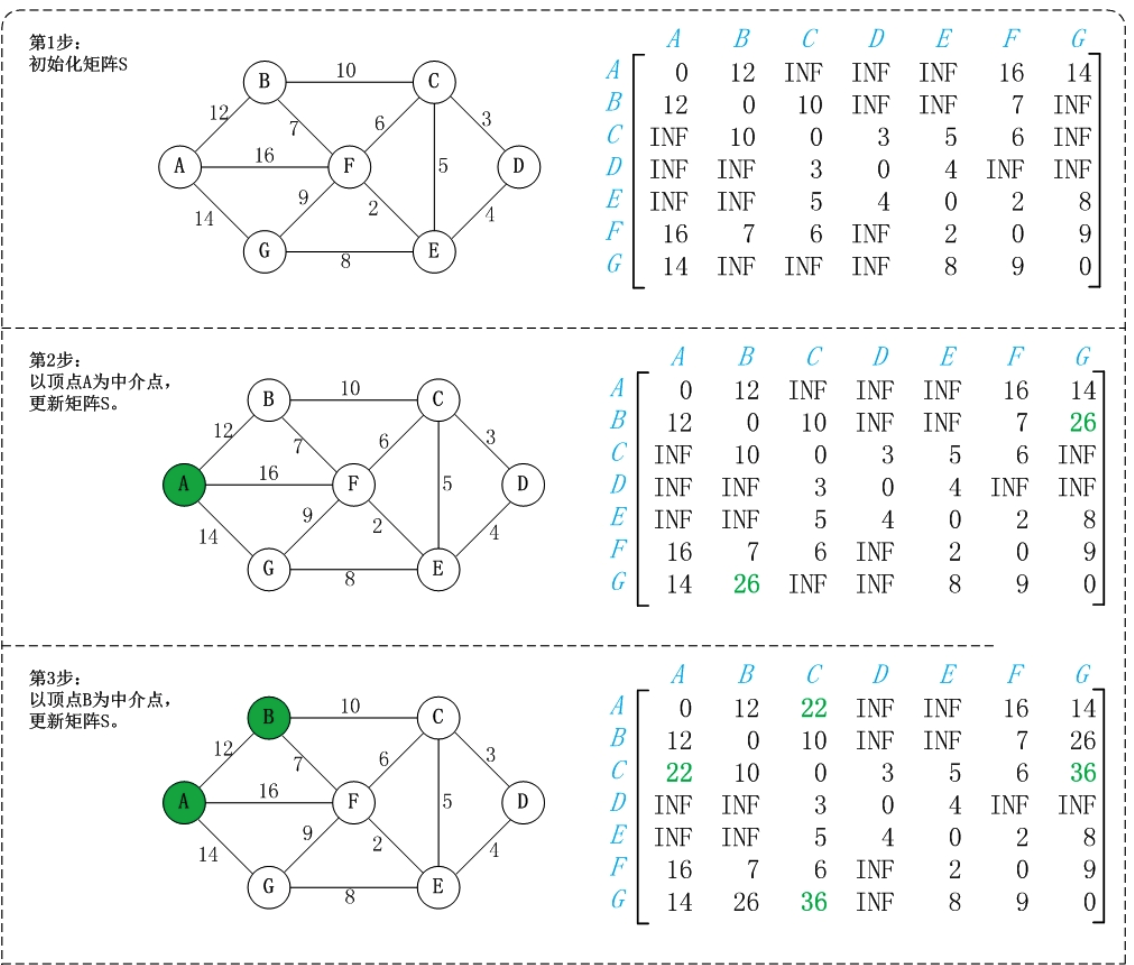 第1步:
初始化矩阵S
B 10 C
12 7 6 3
A 16 F 5 D
14 9 2 4
G 8 E
A B C D E F G
A 0 12 INF INF INF 16 14
B 12 0 10 INF INF 7 INF
C INF 10 0 3 5 6 INF
D INF INF 3 0 4 INF INF
E INF INF 5 4 0 2 8
F 16 7 6 INF 2 0 9
G 14 INF INF INF 8 9 0
第2步:
以顶点A为中介点,
更新矩阵S。
B 10 C
12 7 6 3
A 16 F 5 D
14 9 2 4
G 8 E
A B C D E F G
A 0 12 INF INF INF 16 14
B 12 0 10 INF INF 7 26
C INF 10 0 3 5 6 INF
D INF INF 3 0 4 INF INF
E INF INF 5 4 0 2 8
F 16 7 6 INF 2 0 9
G 14 26 INF INF 8 9 0
第3步:
以顶点B为中介点,
更新矩阵S。
B 10 C
12 7 6 3
A 16 F 5 D
14 9 2 4
G 8 E
A B C D E F G
A 0 12 22 INF INF 16 14
B 12 0 10 INF INF 7 26
C 22 10 0 3 5 6 36
D INF INF 3 0 4 INF INF
E INF INF 5 4 0 2 8
F 16 7 6 INF 2 0 9
G 14 26 36 INF 8 9 0